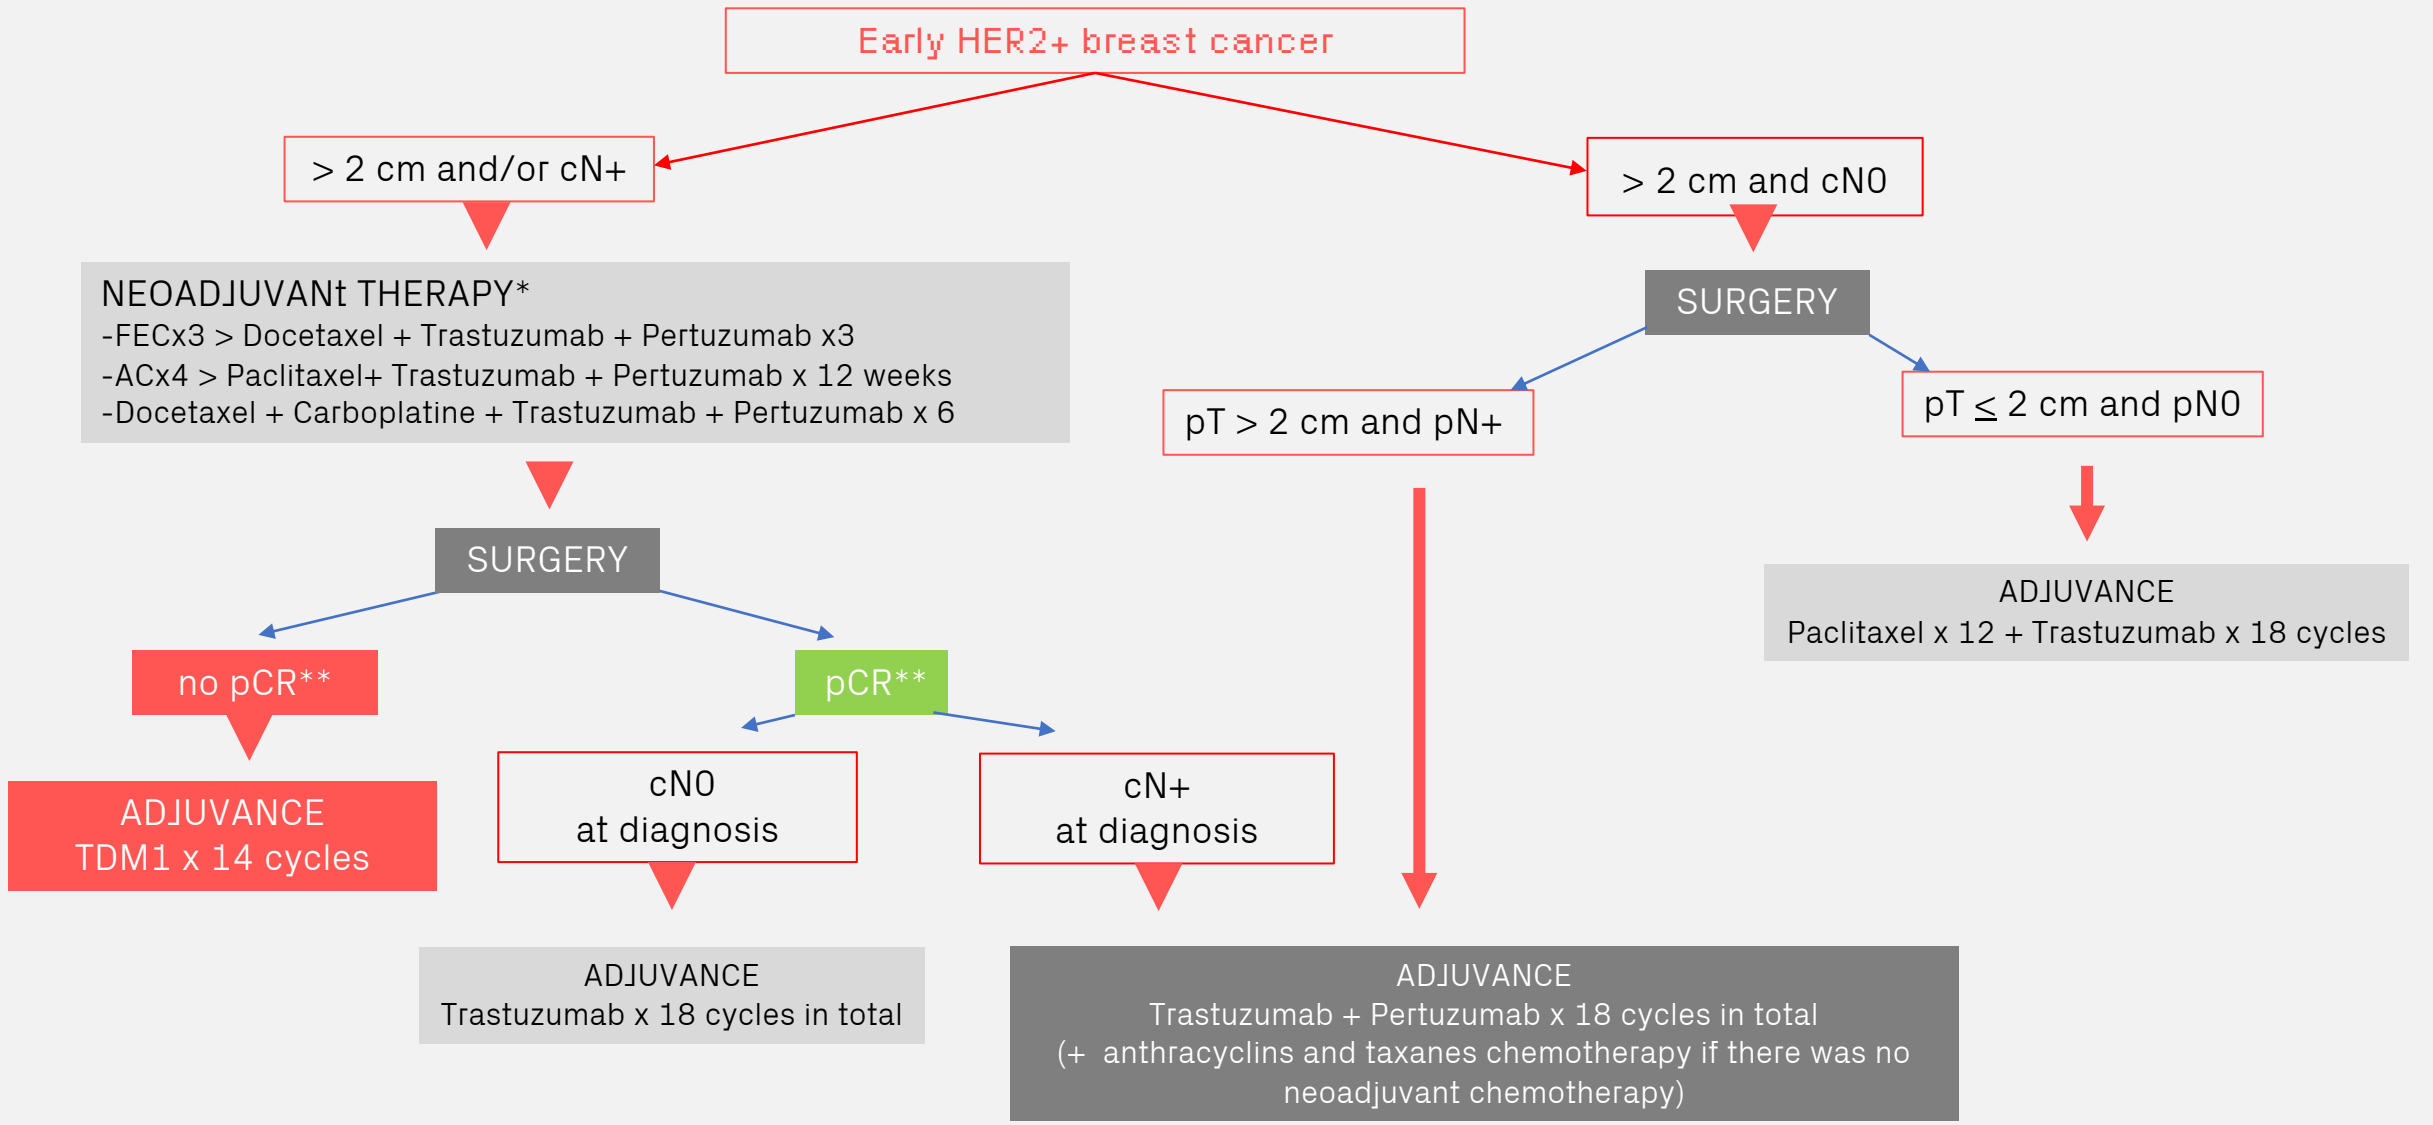 Early HER2+ breast cancer
> 2 cm and/or cN+
> 2 cm and cN0
NEOADJUVANt THERAPY*
-FECx3 > Docetaxel + Trastuzumab + Pertuzumab x3
-ACx4 > Paclitaxel+ Trastuzumab + Pertuzumab x 12 weeks
-Docetaxel + Carboplatine + Trastuzumab + Pertuzumab x 6
SURGERY
pT > 2 cm and pN+
pT ≤ 2 cm and pN0
SURGERY
ADJUVANCE
Paclitaxel x 12 + Trastuzumab x 18 cycles
no pCR**
pCR**
cN0
at diagnosis
cN+
at diagnosis
ADJUVANCE
TDM1 x 14 cycles
ADJUVANCE
Trastuzumab x 18 cycles in total
ADJUVANCE
Trastuzumab + Pertuzumab x 18 cycles in total
(+ anthracyclins and taxanes chemotherapy if there was no
neoadjuvant chemotherapy)